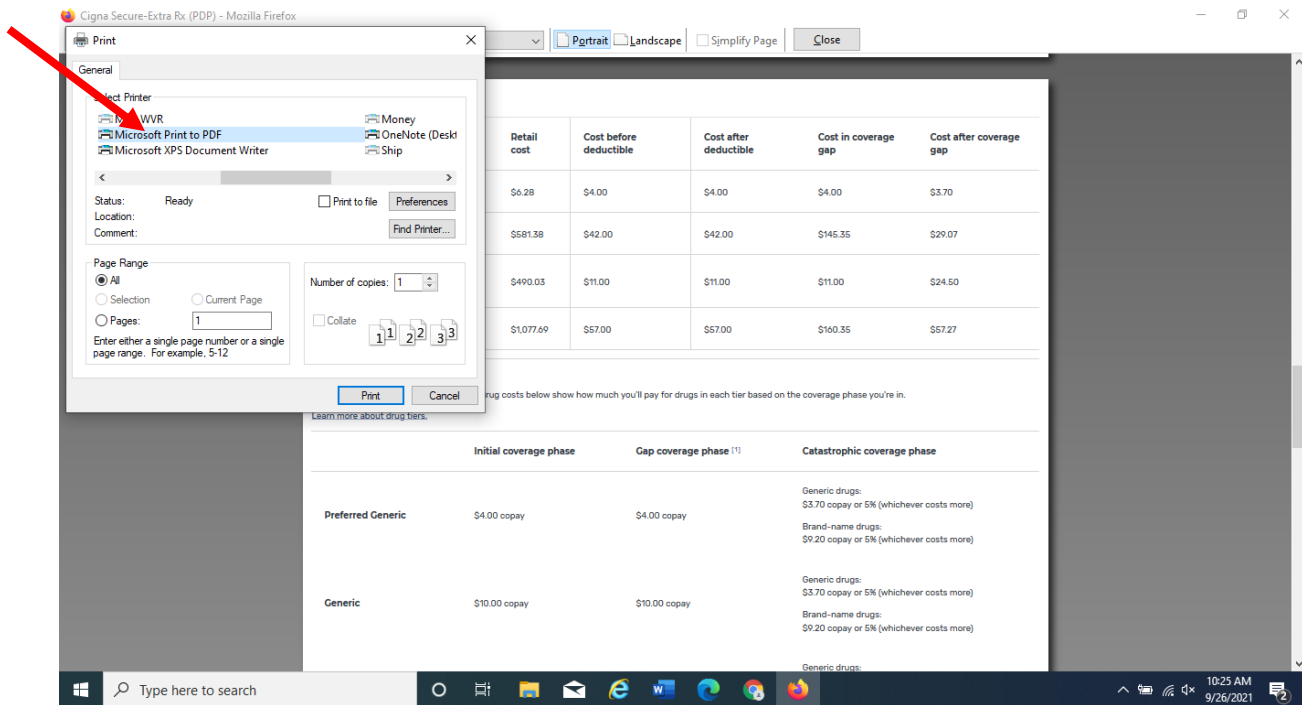 Cigna Secure-Extra Rx (PDP) - Mozilla Firefox
Portrait Landscape Simplify Page Close
Print
General
Select Printer
WVR Money
Microsoft Print to PDF OneNote (Deskt
Microsoft XPS Document Writer Ship
Status: Ready Print to file Preferences
Location:
Comment: Find Printer...
Page Range
All
Selection Current Page
Pages: 1
Enter either a single page number or a single
page range. For example, 5-12
Number of copies: 1
Collate
1 1 2 2 3 3
Print Cancel
Retail cost Cost before deductible Cost after deductible Cost in coverage gap Cost after coverage gap
$6.28 $4.00 $4.00 $4.00 $3.70
$581.38 $42.00 $42.00 $145.35 $29.07
$490.03 $11.00 $11.00 $11.00 $24.50
$1,077.69 $57.00 $57.00 $160.35 $57.27
rug costs below show how much you'll pay for drugs in each tier based on the coverage phase you're in.
Learn more about drug tiers.
Initial coverage phase Gap coverage phase [1] Catastrophic coverage phase
Preferred Generic $4.00 copay $4.00 copay
Generic drugs:
$3.70 copay or 5% (whichever costs more)
Brand-name drugs:
$9.20 copay or 5% (whichever costs more)
Generic $10.00 copay $10.00 copay
Generic drugs:
$3.70 copay or 5% (whichever costs more)
Brand-name drugs:
$9.20 copay or 5% (whichever costs more)
Generic drugs:
Type here to search
10:25 AM
9/26/2021
2